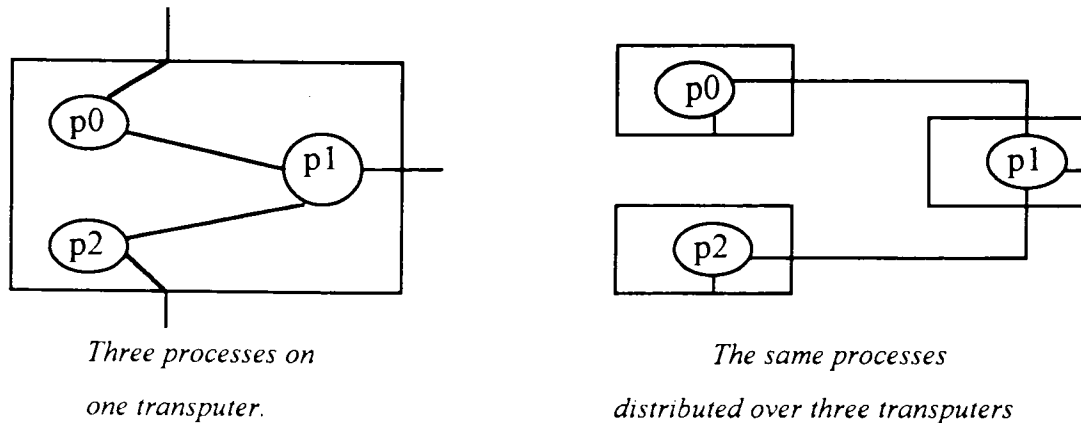 p0
p1
p2
Three processes on
one transputer.
p0
p1
p2
The same processes
distributed over three transputers